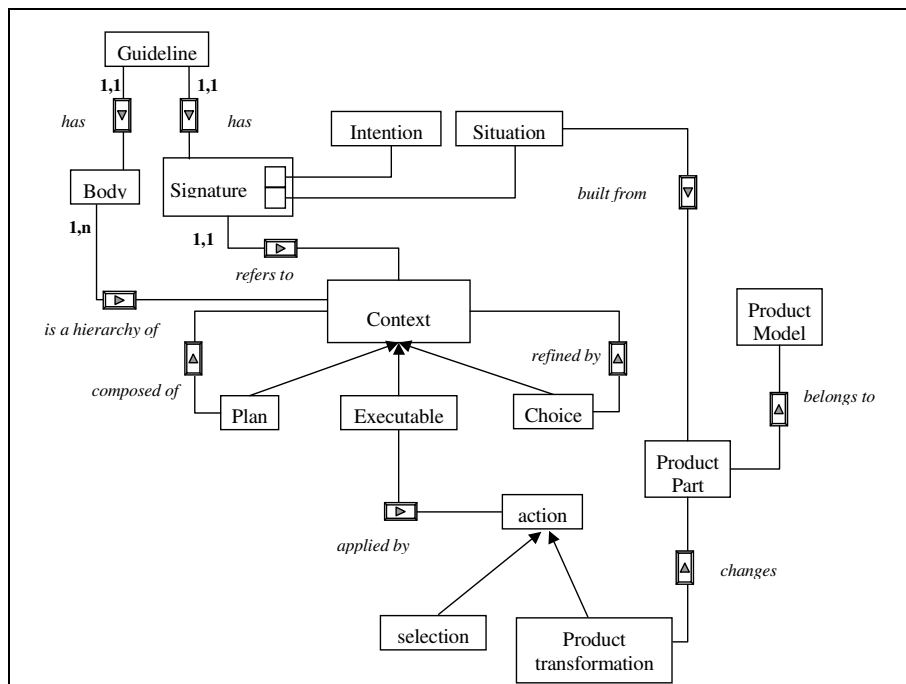 Guideline
1,1
1,1
has
has
Intention
Situation
Body
Signature
built from
1,n
1,1
refers to
Context
Product
Model
is a hierarchy of
refined by
composed of
belongs to
Plan
Executable
Choice
Product
Part
action
applied by
changes
selection
Product
transformation